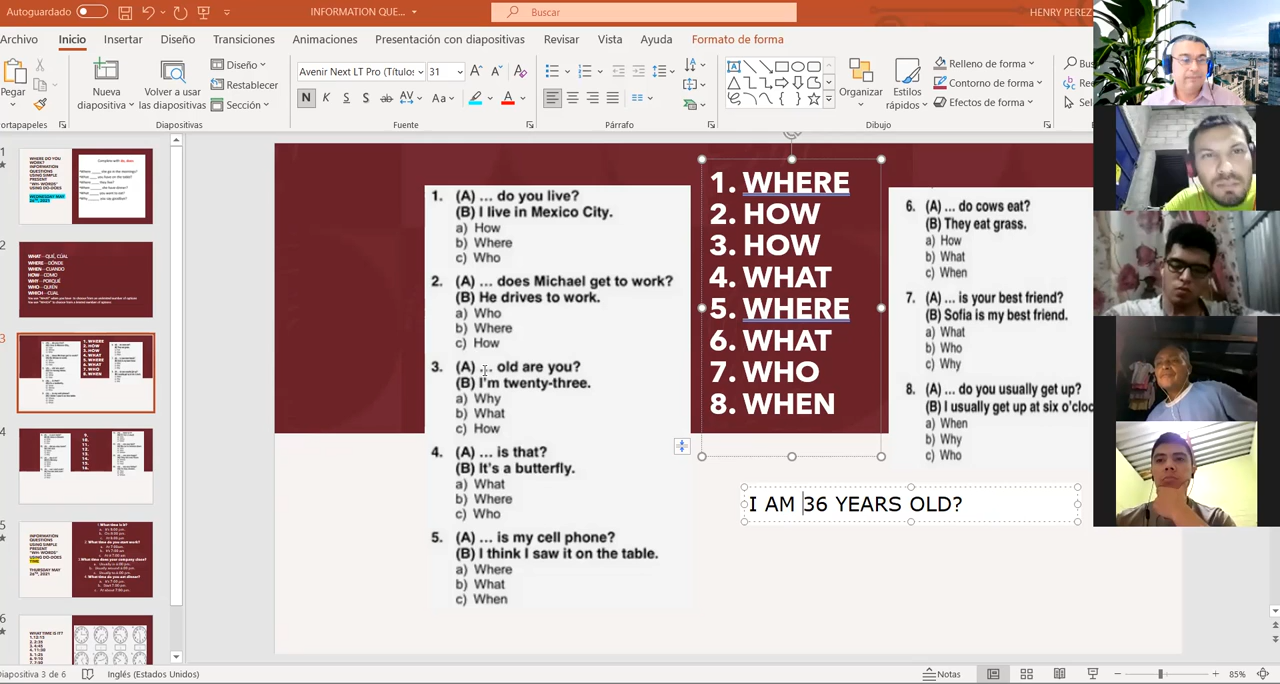 Autoguardado
INFORMATION QUE...
Buscar
HENRY PEREZ
Archivo
Inicio
Insertar
Diseño
Transiciones
Animaciones
Presen
Revisar
Vista
Ayuda
Formato de forma
Pegar
Nueva
diapositiva
Volver a usar
las diapositivas
Diseño
Restablecer
Sección
Avenir Next LT Pro (Títulos
31
Organizar
Estilos
rápidos
Relleno de forma
Contorno de forma
Efectos de forma
ortapapeles
Diapositivas
Fuente
Párrafo
Dibujo
1. (A) ... do you live?
(B) I live in Mexico City.
a) How
b) Where
c) Who
2. (A) ... does Michael get to work?
(B) He drives to work.
a) Who
b) Where
c) How
3. (A) ... old are you?
(B) I'm twenty-three.
a) Why
b) What
c) How
4. (A) ... is that?
(B) It's a butterfly.
a) What
b) Where
c) Who
5. (A) ... is my cell phone?
(B) I think I saw it on the table.
a) Where
b) What
c) When
1. WHERE
2. HOW
3. HOW
4. WHAT
5. WHERE
6. WHAT
7. WHO
8. WHEN
6. (A) ... do cows eat?
(B) They eat grass.
a) How
b) What
c) When
7. (A) ... is your best friend?
(B) Sofia is my best friend.
a) What
b) Who
c) Why
8. (A) ... do you usually get up?
(B) I usually get up at six o'cloc
a) When
b) Why
c) Who
I AM 36 YEARS OLD?
Diapositiva 3 de 6
Inglés (Estados Unidos)
Notas
85%